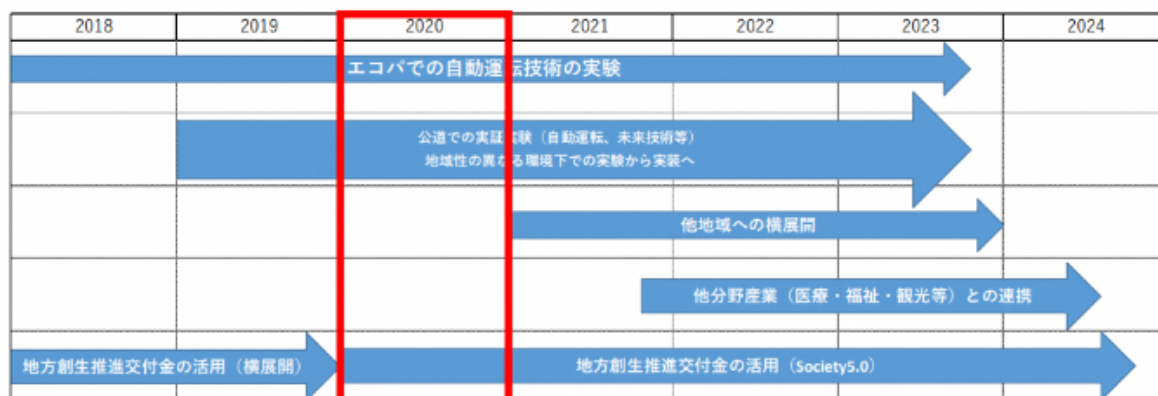 2018 2019 2020 2021 2022 2023 2024
エコパでの自動運転技術の実験
公道での実証実験（自動運転、未来技術等）
地域性の異なる環境下での実験から実装へ
他地域への横展開
他分野産業（医療・福祉・観光等）との連携
地方創生推進交付金の活用（横展開） 地方創生推進交付金の活用（Society5.0）